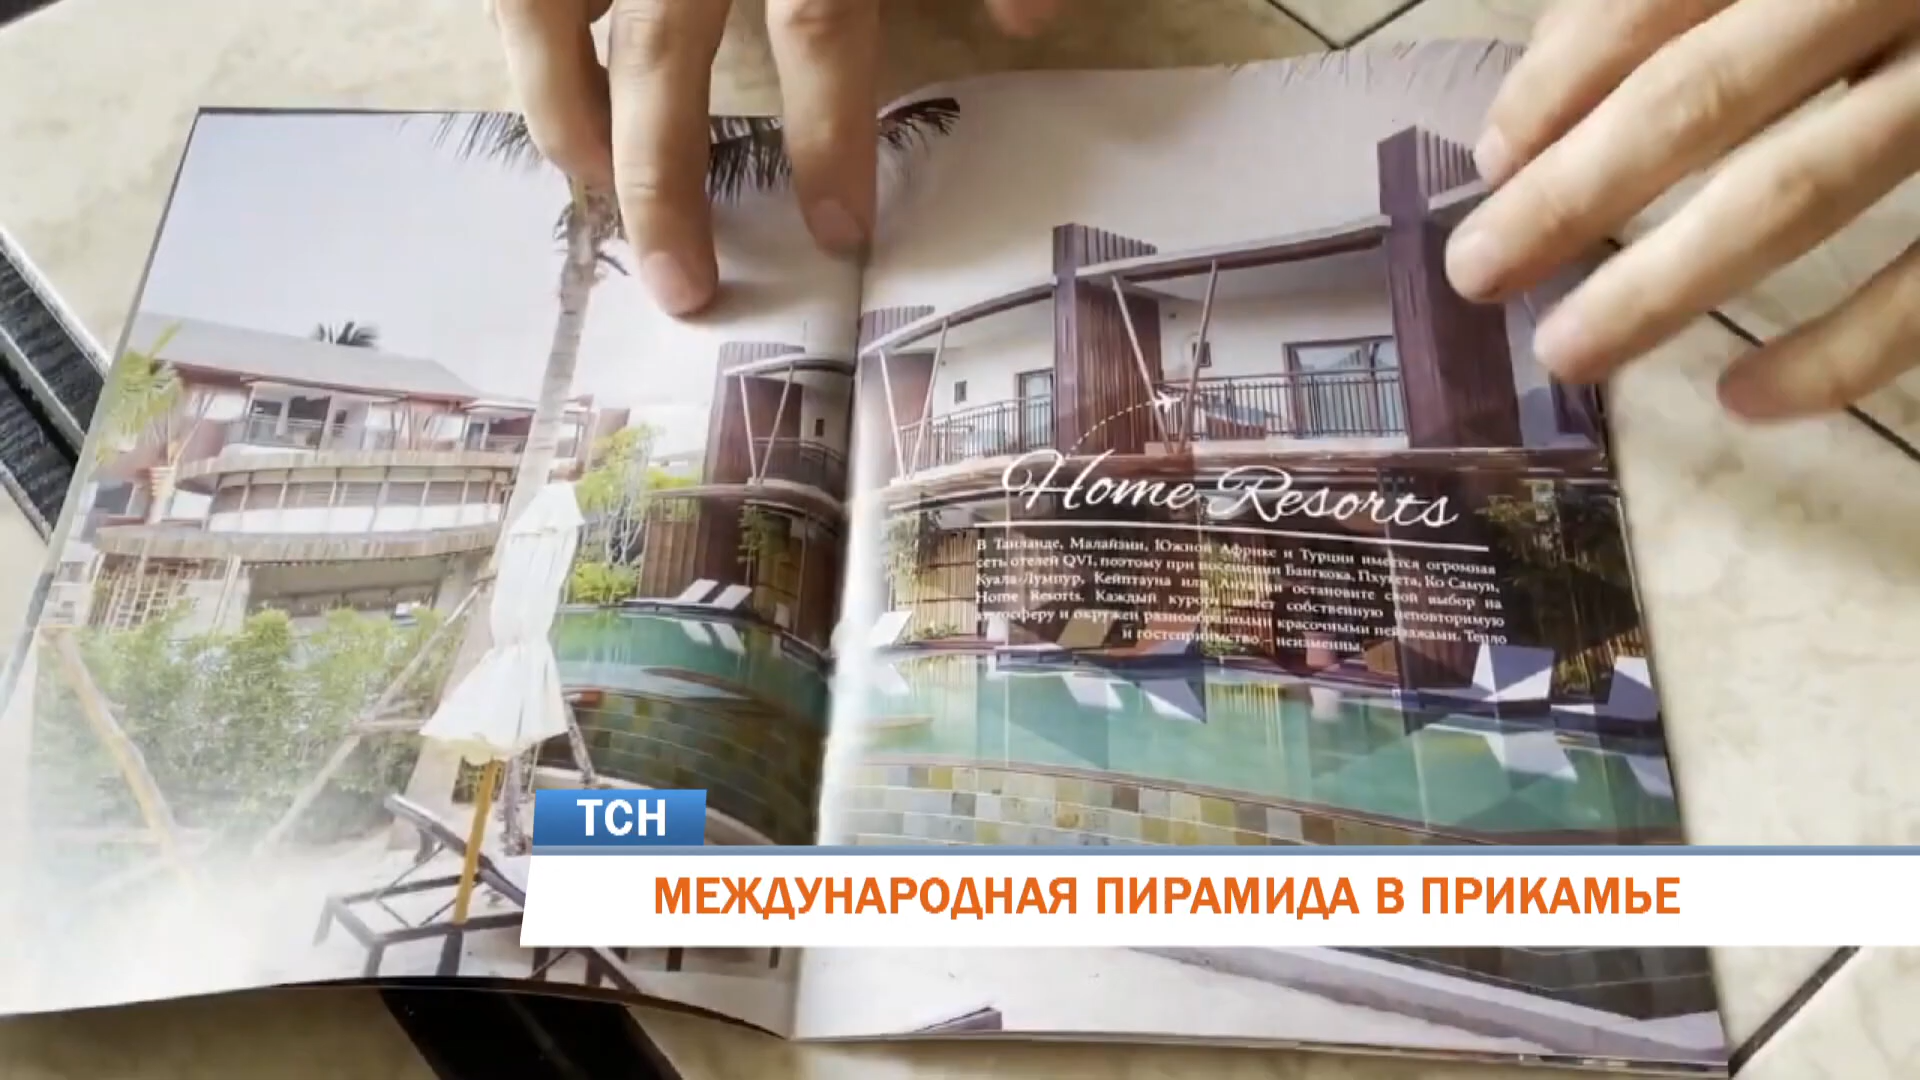 Home Resorts
В Таиланде, Малайзии, Южной Африке и Турции имеется огромная
сеть отелей QVI, поэтому при посещении Бангкока, Пхукета, Ко Самуи,
Куала-Лумпур, Кейптауна или Анталии остановите свой выбор на
Home Resorts. Каждый курорт имеет собственную неповторимую
атмосферу и окружен разнообразными красочными пейзажами. Тепло
и гостеприимство - неизменны.
ТСН
МЕЖДУНАРОДНАЯ ПИРАМИДА В ПРИКАМЬЕ